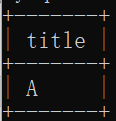 +-------+
| title |
+-------+
| A     |
+-------+